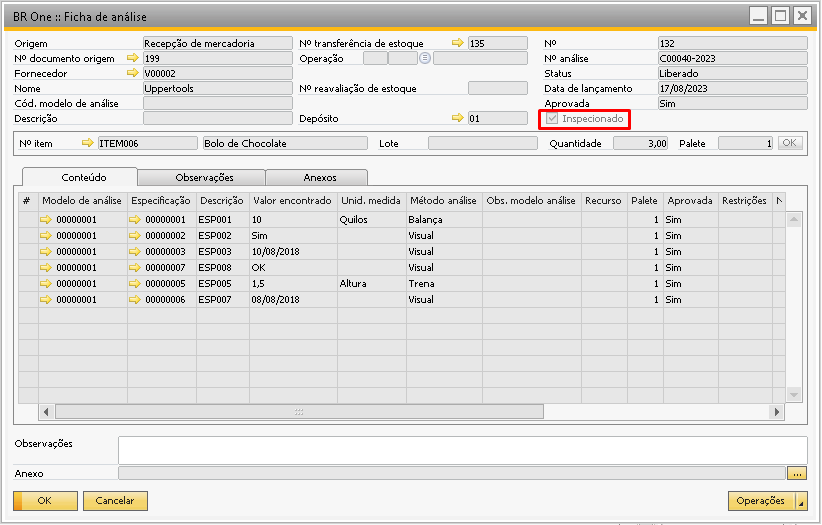 BR One :: Ficha de análise
Origem Recepção de mercadoria Nº transferência de estoque 135 Nº 132
Nº documento origem 199 Operação Nº análise C00040-2023
Fornecedor V00002 Status Liberado
Nome Uppertools Nº reavaliação de estoque Data de lançamento 17/08/2023
Cód. modelo de análise Aprovada Sim
Descrição Depósito 01 Inspecionado
Nº item ITEM006 Bolo de Chocolate Lote Quantidade 3,00 Palete 1 OK
Conteúdo Observações Anexos
# Modelo de análise Especificação Descrição Valor encontrado Unid. medida Método análise Obs. modelo análise Recurso Palete Aprovada Restrições N
00000001 00000001 ESP001 10 Quilos Balança 1 Sim
00000001 00000002 ESP002 Sim Visual 1 Sim
00000001 00000003 ESP003 10/08/2018 Visual 1 Sim
00000001 00000007 ESP008 OK Visual 1 Sim
00000001 00000005 ESP005 1,5 Altura Trena 1 Sim
00000001 00000006 ESP007 08/08/2018 Visual 1 Sim
Observações
Anexo ...
OK Cancelar Operações